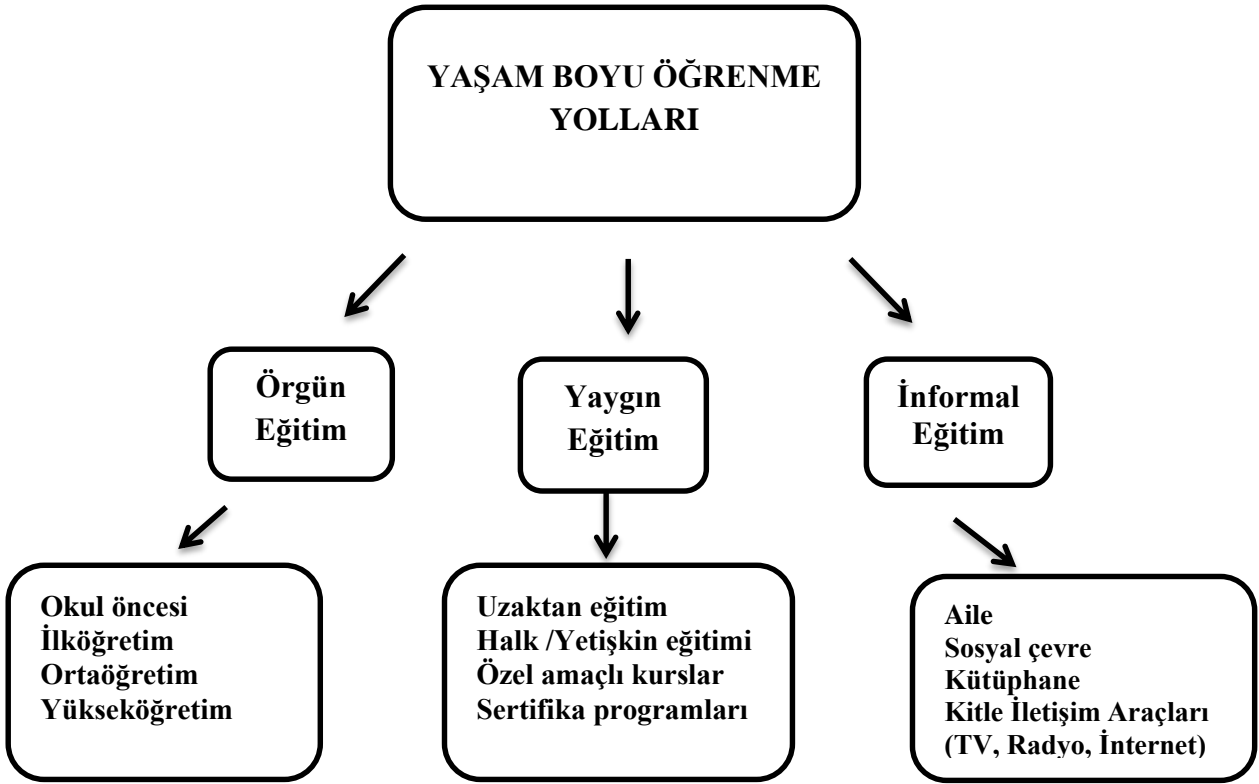 YAŞAM BOYU ÖĞRENME
YOLLARI
Örgün
Eğitim
Yaygın
Eğitim
İnformal
Eğitim
Okul öncesi
İlköğretim
Ortaöğretim
Yükseköğretim
Uzaktan eğitim
Halk /Yetişkin eğitimi
Özel amaçlı kurslar
Sertifika programları
Aile
Sosyal çevre
Kütüphane
Kitle İletişim Araçları
(TV, Radyo, İnternet)